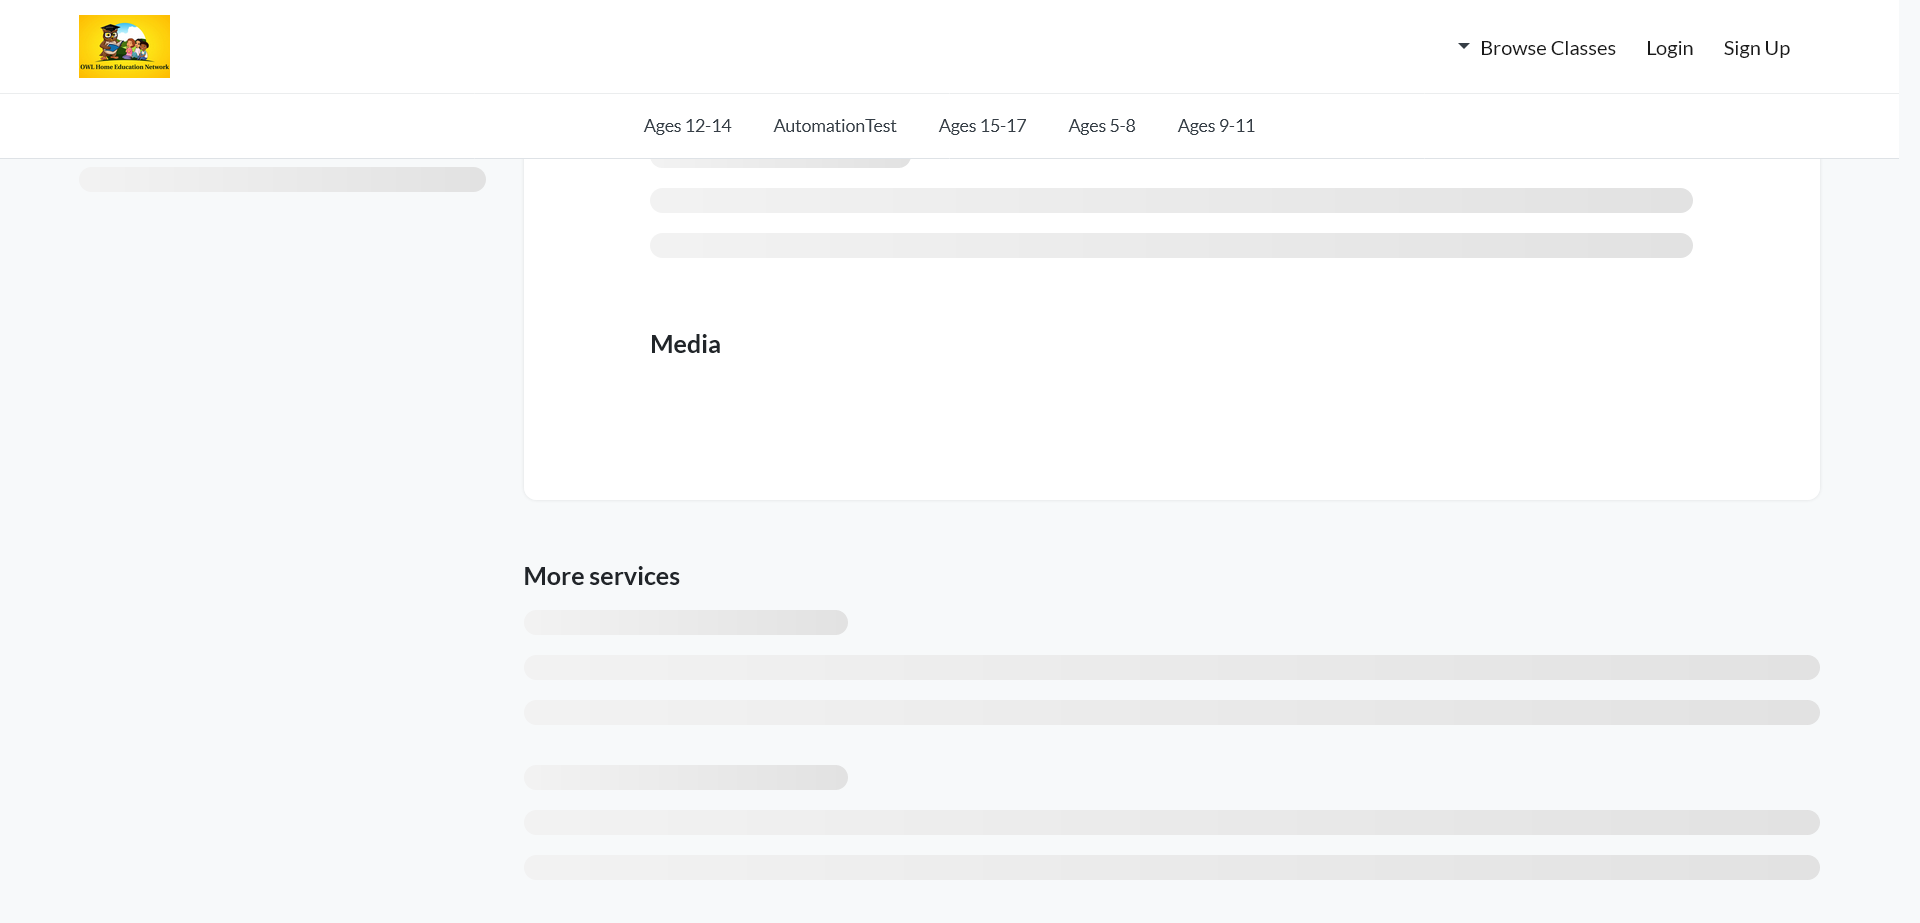 OWL Home Education Network
Browse Classes
Login
Sign Up
Ages 12-14
AutomationTest
Ages 15-17
Ages 5-8
Ages 9-11
Media
More services